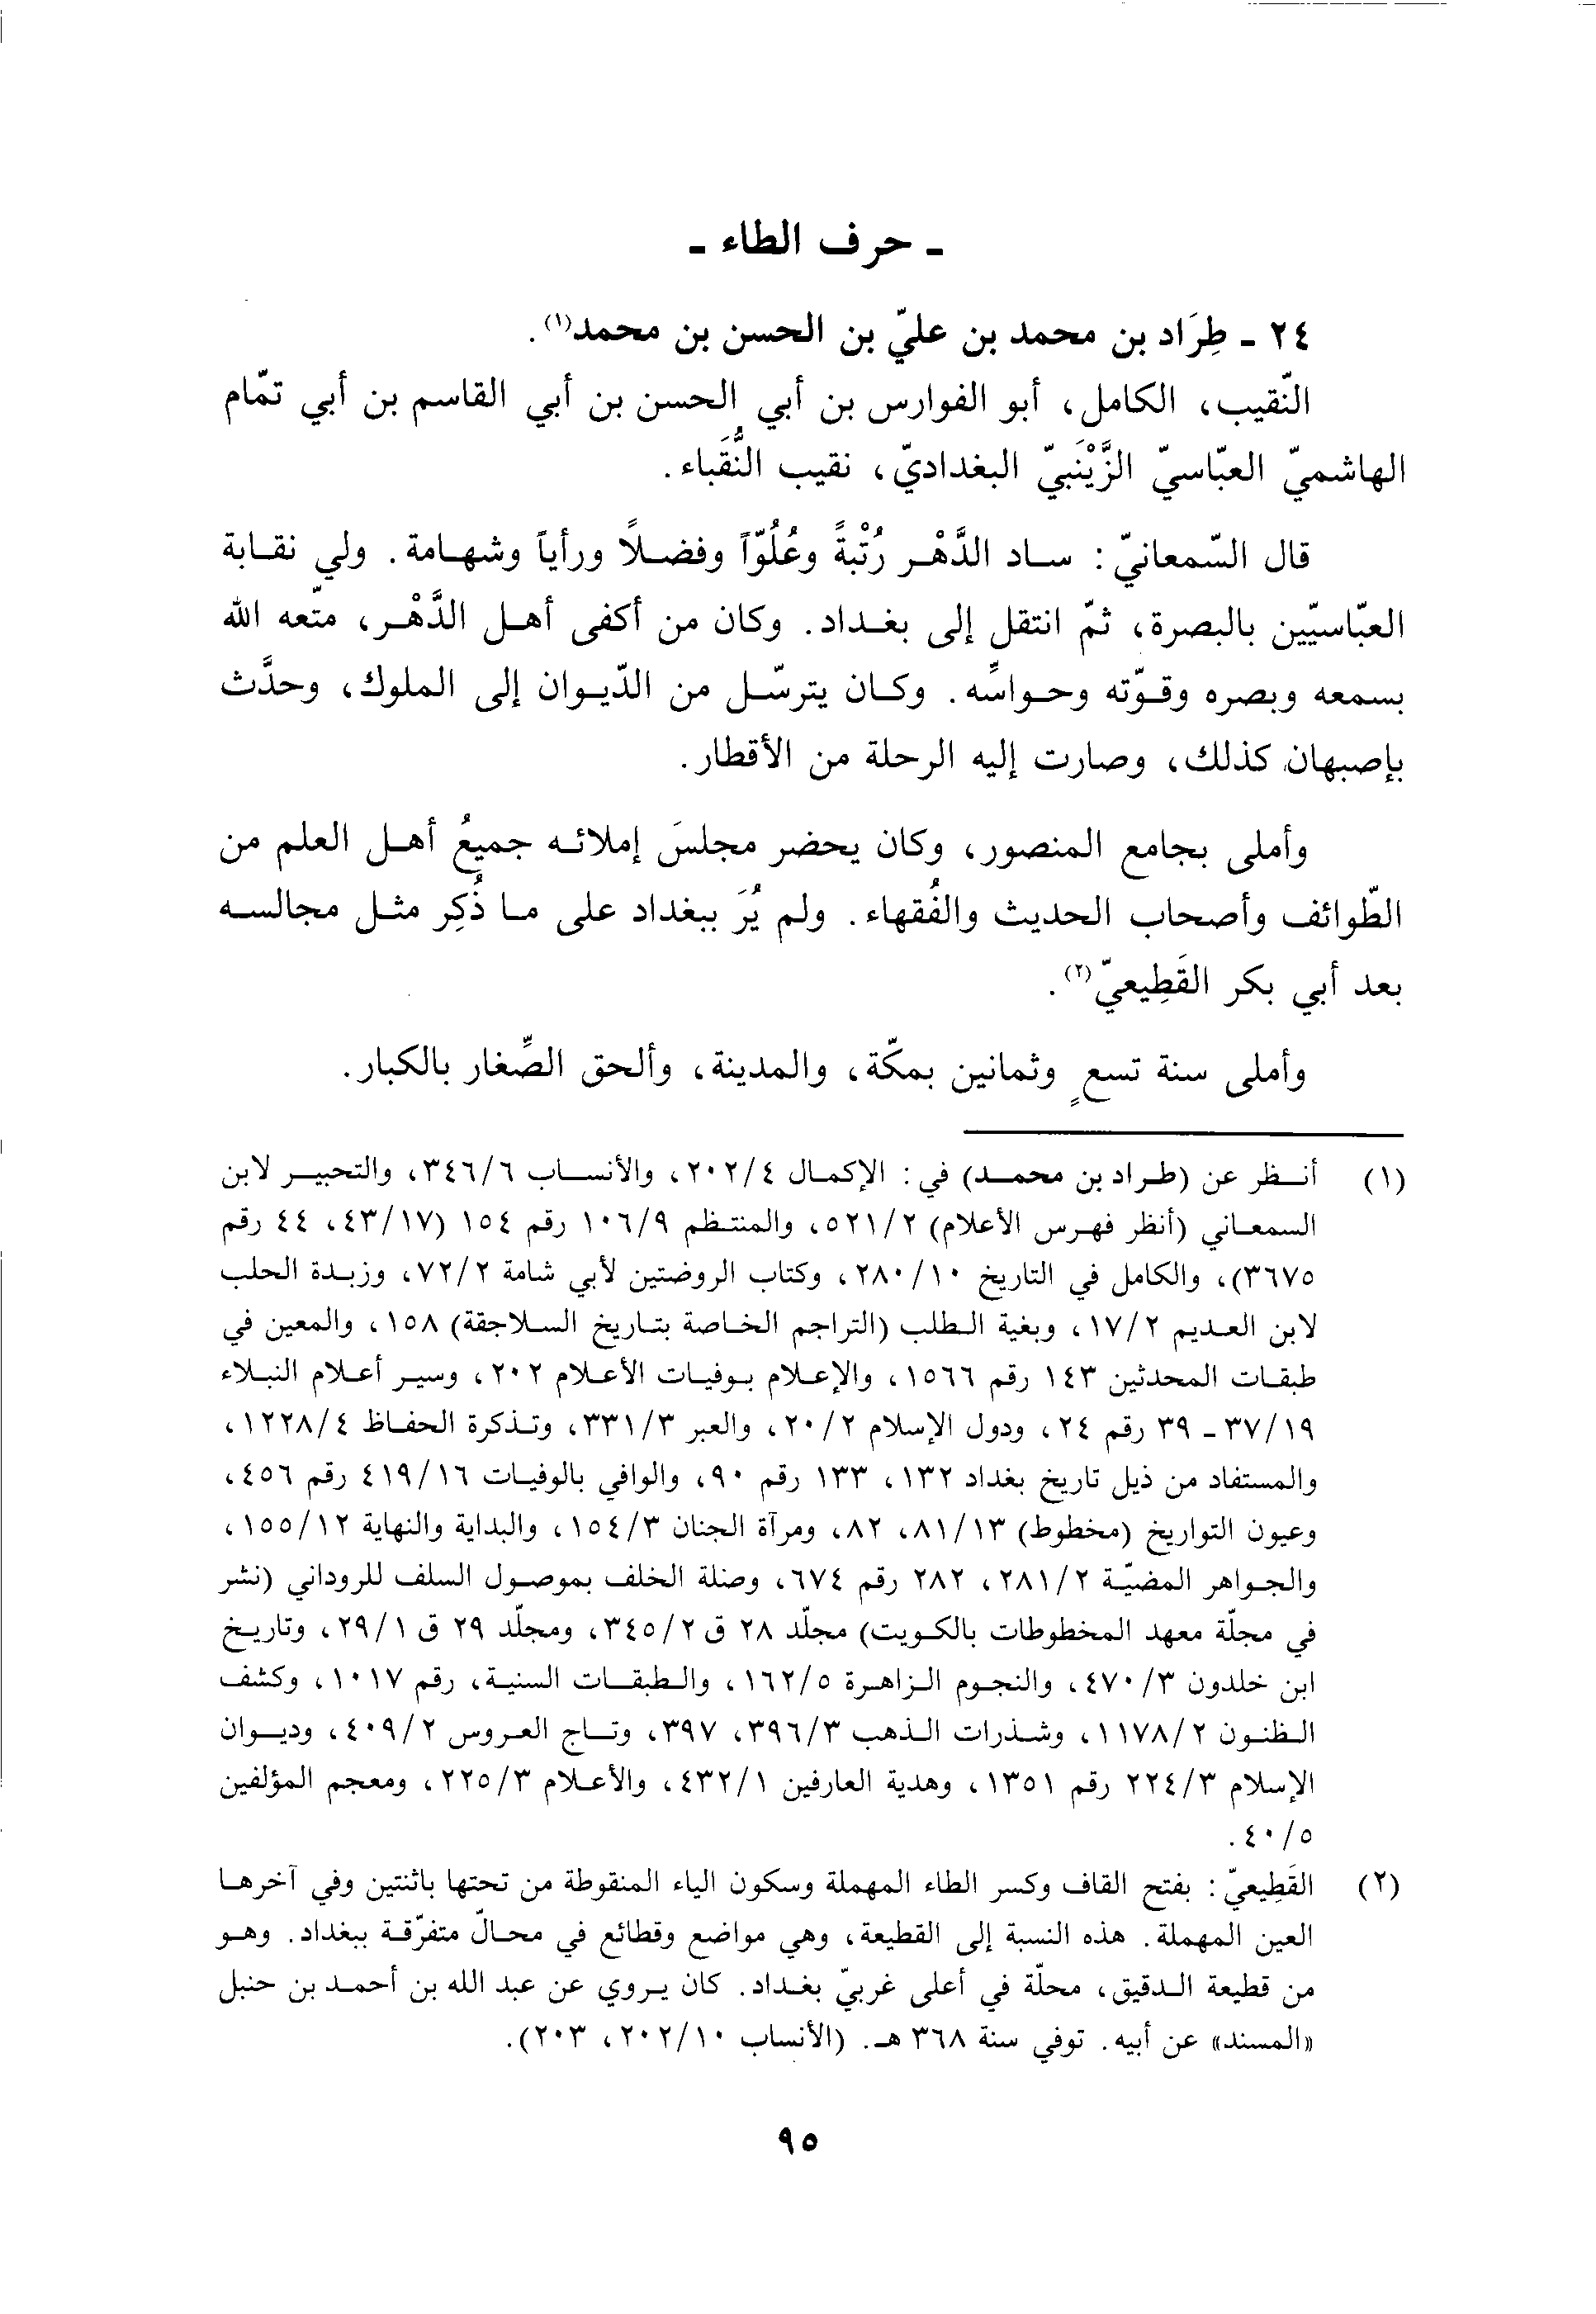 ـ حرف الطاء ـ
٢٤ ـ طِرَاد بن محمد بن عليّ بن الحسن بن محمد(١).
النّقيب، الكامل، أبو الفوارس بن أبي الحسن بن أبي القاسم بن أبي تمّام
الهاشميّ العبّاسيّ الزَّيْنَبيّ البغداديّ، نقيب النُّقَباء.
قال السّمعانيّ: ساد الدَّهْر رُتْبةً وعُلُوّاً وفضلاً ورأياً وشهامة. ولي نقابة
العبّاسيّين بالبصرة، ثمّ انتقل إلى بغداد. وكان من أكفى أهل الدَّهْر، متّعه الله
بسمعه وبصره وقوّته وحواسِّه. وكان يترسّل من الدّيوان إلى الملوك، وحدَّث
بإصبهان كذلك، وصارت إليه الرحلة من الأقطار.
وأملى بجامع المنصور، وكان يحضر مجلسَ إملائه جميعُ أهل العلم من
الطّوائف وأصحاب الحديث والفُقهاء. ولم يُرَ ببغداد على ما ذُكِر مثل مجالسه
بعد أبي بكر القَطِيعيّ(٢).
وأملى سنة تسعٍ وثمانين بمكّة، والمدينة، وألحق الصِّغار بالكبار.
(١) أنظر عن (طراد بن محمد) في: الإكمال ٢٠٢/٤، والأنساب ٣٤٦/٦، والتحبير لابن
السمعاني (أنظر فهرس الأعلام) ٥٢١/٢، والمنتظم ١٠٦/٩ رقم ١٥٤ (٤٣/١٧، ٤٤ رقم
٣٦٧٥)، والكامل في التاريخ ٢٨٠/١٠، وكتاب الروضتين لأبي شامة ٧٢/٢، وزبدة الحلب
لابن العديم ١٧/٢، وبغية الطلب (التراجم الخاصة بتاريخ السلاجقة) ١٥٨، والمعين في
طبقات المحدثين ١٤٣ رقم ١٥٦٦، والإعلام بوفيات الأعلام ٢٠٢، وسير أعلام النبلاء
٣٧/١٩ ـ ٣٩ رقم ٢٤، ودول الإسلام ٢٠/٢، والعبر ٣٣١/٣، وتذكرة الحفاظ ١٢٢٨/٤،
والمستفاد من ذيل تاريخ بغداد ١٣٢، ١٣٣ رقم ٩٠، والوافي بالوفيات ٤١٩/١٦ رقم ٤٥٦،
وعيون التواريخ (مخطوط) ٨١/١٣، ٨٢، ومرآة الجنان ١٥٤/٣، والبداية والنهاية ١٥٥/١٢،
والجواهر المضيّة ٢٨١/٢، ٢٨٢ رقم ٦٧٤، وصلة الخلف بموصول السلف للروداني (نشر
في مجلّة معهد المخطوطات بالكويت) مجلّد ٢٨ ق ٣٤٥/٢، ومجلّد ٢٩ ق ٢٩/١، وتاريخ
ابن خلدون ٤٧٠/٣، والنجوم الزاهرة ١٦٢/٥، والطبقات السنية، رقم ١٠١٧، وكشف
الظنون ١١٧٨/٢، وشذرات الذهب ٣٩٦/٣، ٣٩٧، وتاج العروس ٤٠٩/٢، وديوان
الإسلام ٢٢٤/٣ رقم ١٣٥١، وهدية العارفين ٤٣٢/١، والأعلام ٢٢٥/٣، ومعجم المؤلفين
٤٠/٥.
(٢) القَطِيعيّ: بفتح القاف وكسر الطاء المهملة وسكون الياء المنقوطة من تحتها باثنتين وفي آخرها
العين المهملة. هذه النسبة إلى القطيعة، وهي مواضع وقطائع في محالّ متفرّقة ببغداد. وهو
من قطيعة الدقيق، محلّة في أعلى غربيّ بغداد. كان يروي عن عبد الله بن أحمد بن حنبل
«المسند» عن أبيه. توفي سنة ٣٦٨ هـ. (الأنساب ٢٠٢/١٠، ٢٠٣).
٩٥